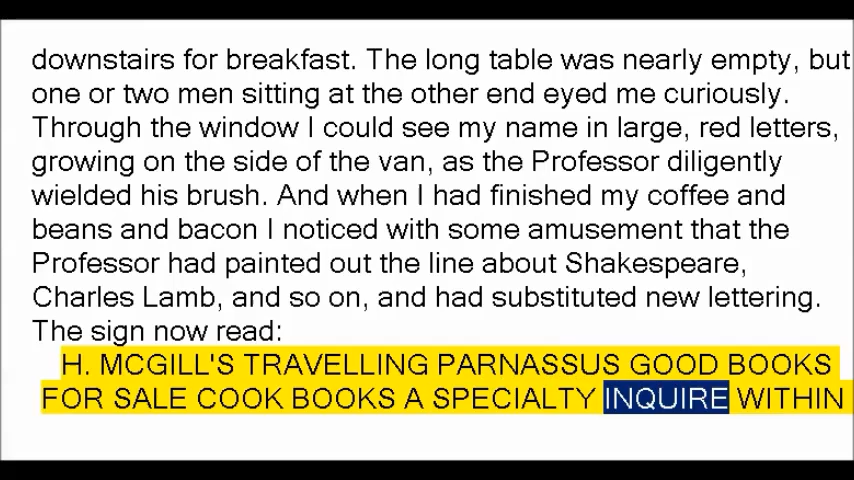 downstairs for breakfast. The long table was nearly empty, but
one or two men sitting at the other end eyed me curiously.
Through the window I could see my name in large, red letters,
growing on the side of the van, as the Professor diligently
wielded his brush. And when I had finished my coffee and
beans and bacon I noticed with some amusement that the
Professor had painted out the line about Shakespeare,
Charles Lamb, and so on, and had substituted new lettering.
The sign now read:
H. MCGILL'S TRAVELLING PARNASSUS GOOD BOOKS
FOR SALE COOK BOOKS A SPECIALTY INQUIRE WITHIN